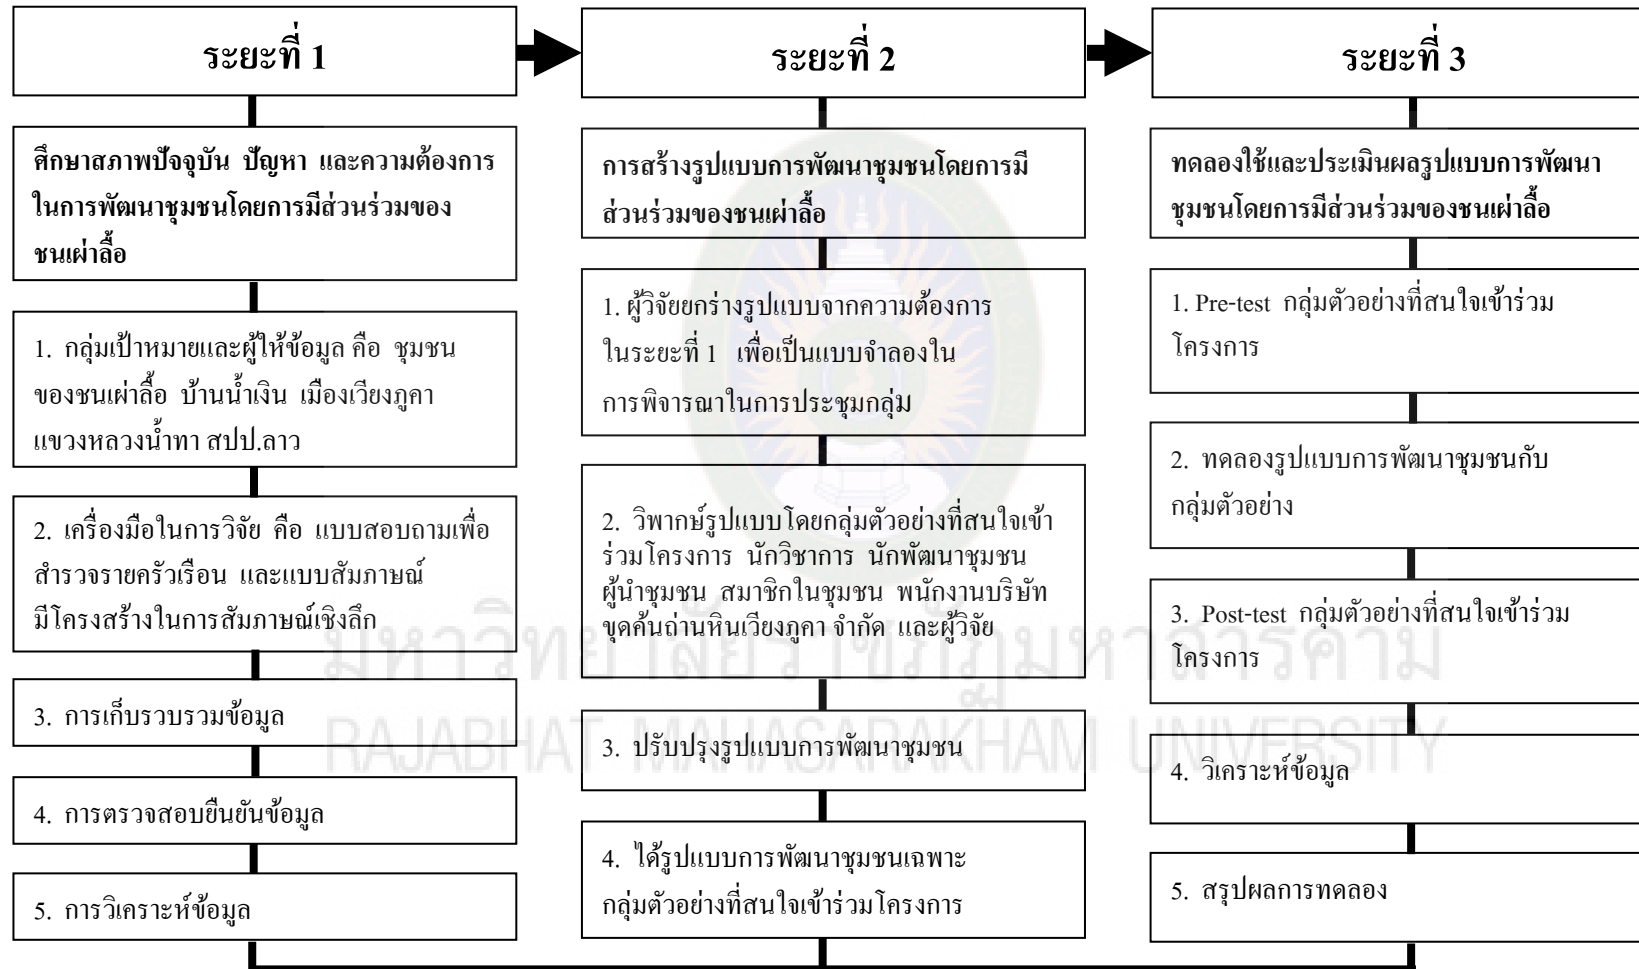 ระยะที่ 1
ศึกษาสภาพปัจจุบัน ปัญหา และความต้องการ
ในการพัฒนาชุมชนโดยการมีส่วนร่วมของ
ชนเผ่าลื้อ
1. กลุ่มเป้าหมายและผู้ให้ข้อมูล คือ ชุมชน
ของชนเผ่าลื้อ บ้านน้ำเงิน เมืองเวียงภูคา
แขวงหลวงน้ำทา สปป.ลาว
2. เครื่องมือในการวิจัย คือ แบบสอบถามเพื่อ
สำรวจรายครัวเรือน และแบบสัมภาษณ์
มีโครงสร้างในการสัมภาษณ์เชิงลึก
3. การเก็บรวบรวมข้อมูล
4. การตรวจสอบยืนยันข้อมูล
5. การวิเคราะห์ข้อมูล
ระยะที่ 2
การสร้างรูปแบบการพัฒนาชุมชนโดยการมี
ส่วนร่วมของชนเผ่าลื้อ
1. ผู้วิจัยยกร่างรูปแบบจากความต้องการ
ในระยะที่ 1 เพื่อเป็นแบบจำลองใน
การพิจารณาในการประชุมกลุ่ม
2. วิพากษ์รูปแบบโดยกลุ่มตัวอย่างที่สนใจเข้า
ร่วมโครงการ นักวิชาการ นักพัฒนาชุมชน
ผู้นำชุมชน สมาชิกในชุมชน พนักงานบริษัท
ขุดค้นถ่านหินเวียงภูคา จำกัด และผู้วิจัย
3. ปรับปรุงรูปแบบการพัฒนาชุมชน
4. ได้รูปแบบการพัฒนาชุมชนเฉพาะ
กลุ่มตัวอย่างที่สนใจเข้าร่วมโครงการ
ระยะที่ 3
ทดลองใช้และประเมินผลรูปแบบการพัฒนา
ชุมชนโดยการมีส่วนร่วมของชนเผ่าลื้อ
1. Pre-test กลุ่มตัวอย่างที่สนใจเข้าร่วม
โครงการ
2. ทดลองรูปแบบการพัฒนาชุมชนกับ
กลุ่มตัวอย่าง
3. Post-test กลุ่มตัวอย่างที่สนใจเข้าร่วม
โครงการ
4. วิเคราะห์ข้อมูล
5. สรุปผลการทดลอง
มหาวิทยาลัยราชภัฏมหาสารคาม
RAJABHAT MAHASARAKHAM UNIVERSITY